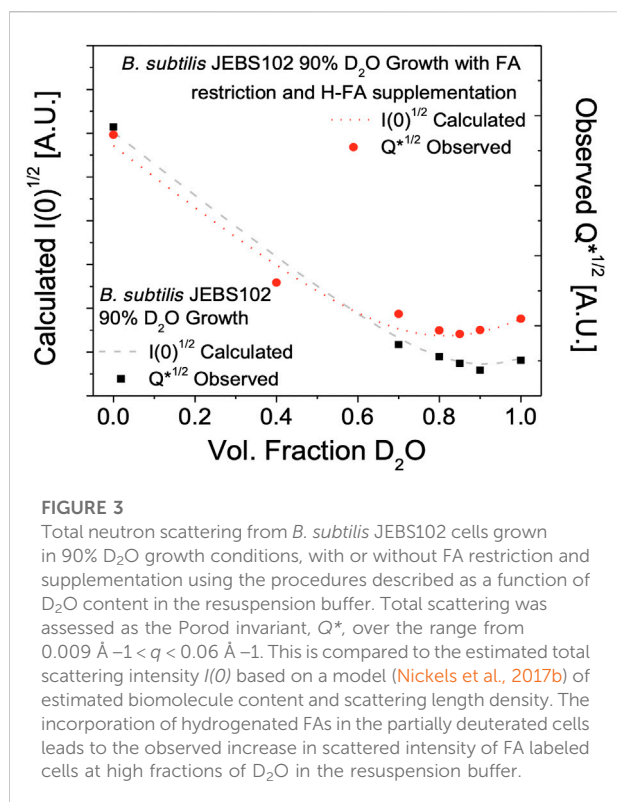 B. subtilis JEBS102 90% D₂O Growth with FA
restriction and H-FA supplementation
I(0)^1/2 Calculated
Q*^1/2 Observed
Calculated I(0)^1/2 [A.U.]
Observed Q*^1/2
[A.U.]
B. subtilis JEBS102
90% D₂O Growth
I(0)^1/2 Calculated
Q*^1/2 Observed
0.0 0.2 0.4 0.6 0.8 1.0
Vol. Fraction D₂O
FIGURE 3
Total neutron scattering from B. subtilis JEBS102 cells grown
in 90% D₂O growth conditions, with or without FA restriction and
supplementation using the procedures described as a function of
D₂O content in the resuspension buffer. Total scattering was
assessed as the Porod invariant, Q*, over the range from
0.009 Å –1 < q < 0.06 Å –1. This is compared to the estimated total
scattering intensity I(0) based on a model (Nickels et al., 2017b) of
estimated biomolecule content and scattering length density. The
incorporation of hydrogenated FAs in the partially deuterated cells
leads to the observed increase in scattered intensity of FA labeled
cells at high fractions of D₂O in the resuspension buffer.